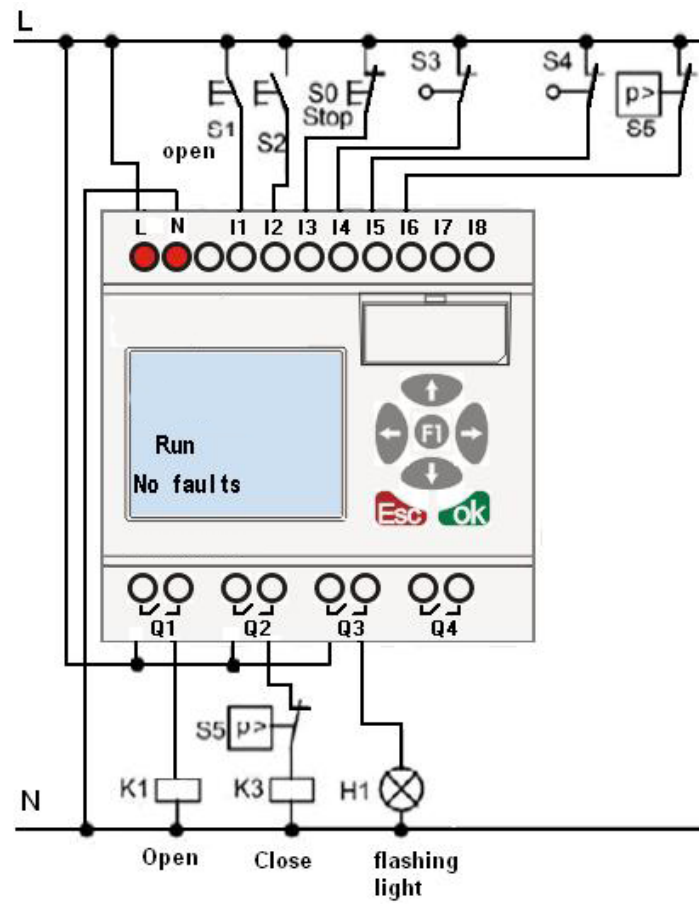 L
S1
open
S2
S0
Stop
S3
S4
p>
S5
L N I1 I2 I3 I4 I5 I6 I7 I8
Run
No faults
F1
Esc
ok
Q1 Q2 Q3 Q4
S5 p>
K1 K3 H1
N
Open Close flashing
light